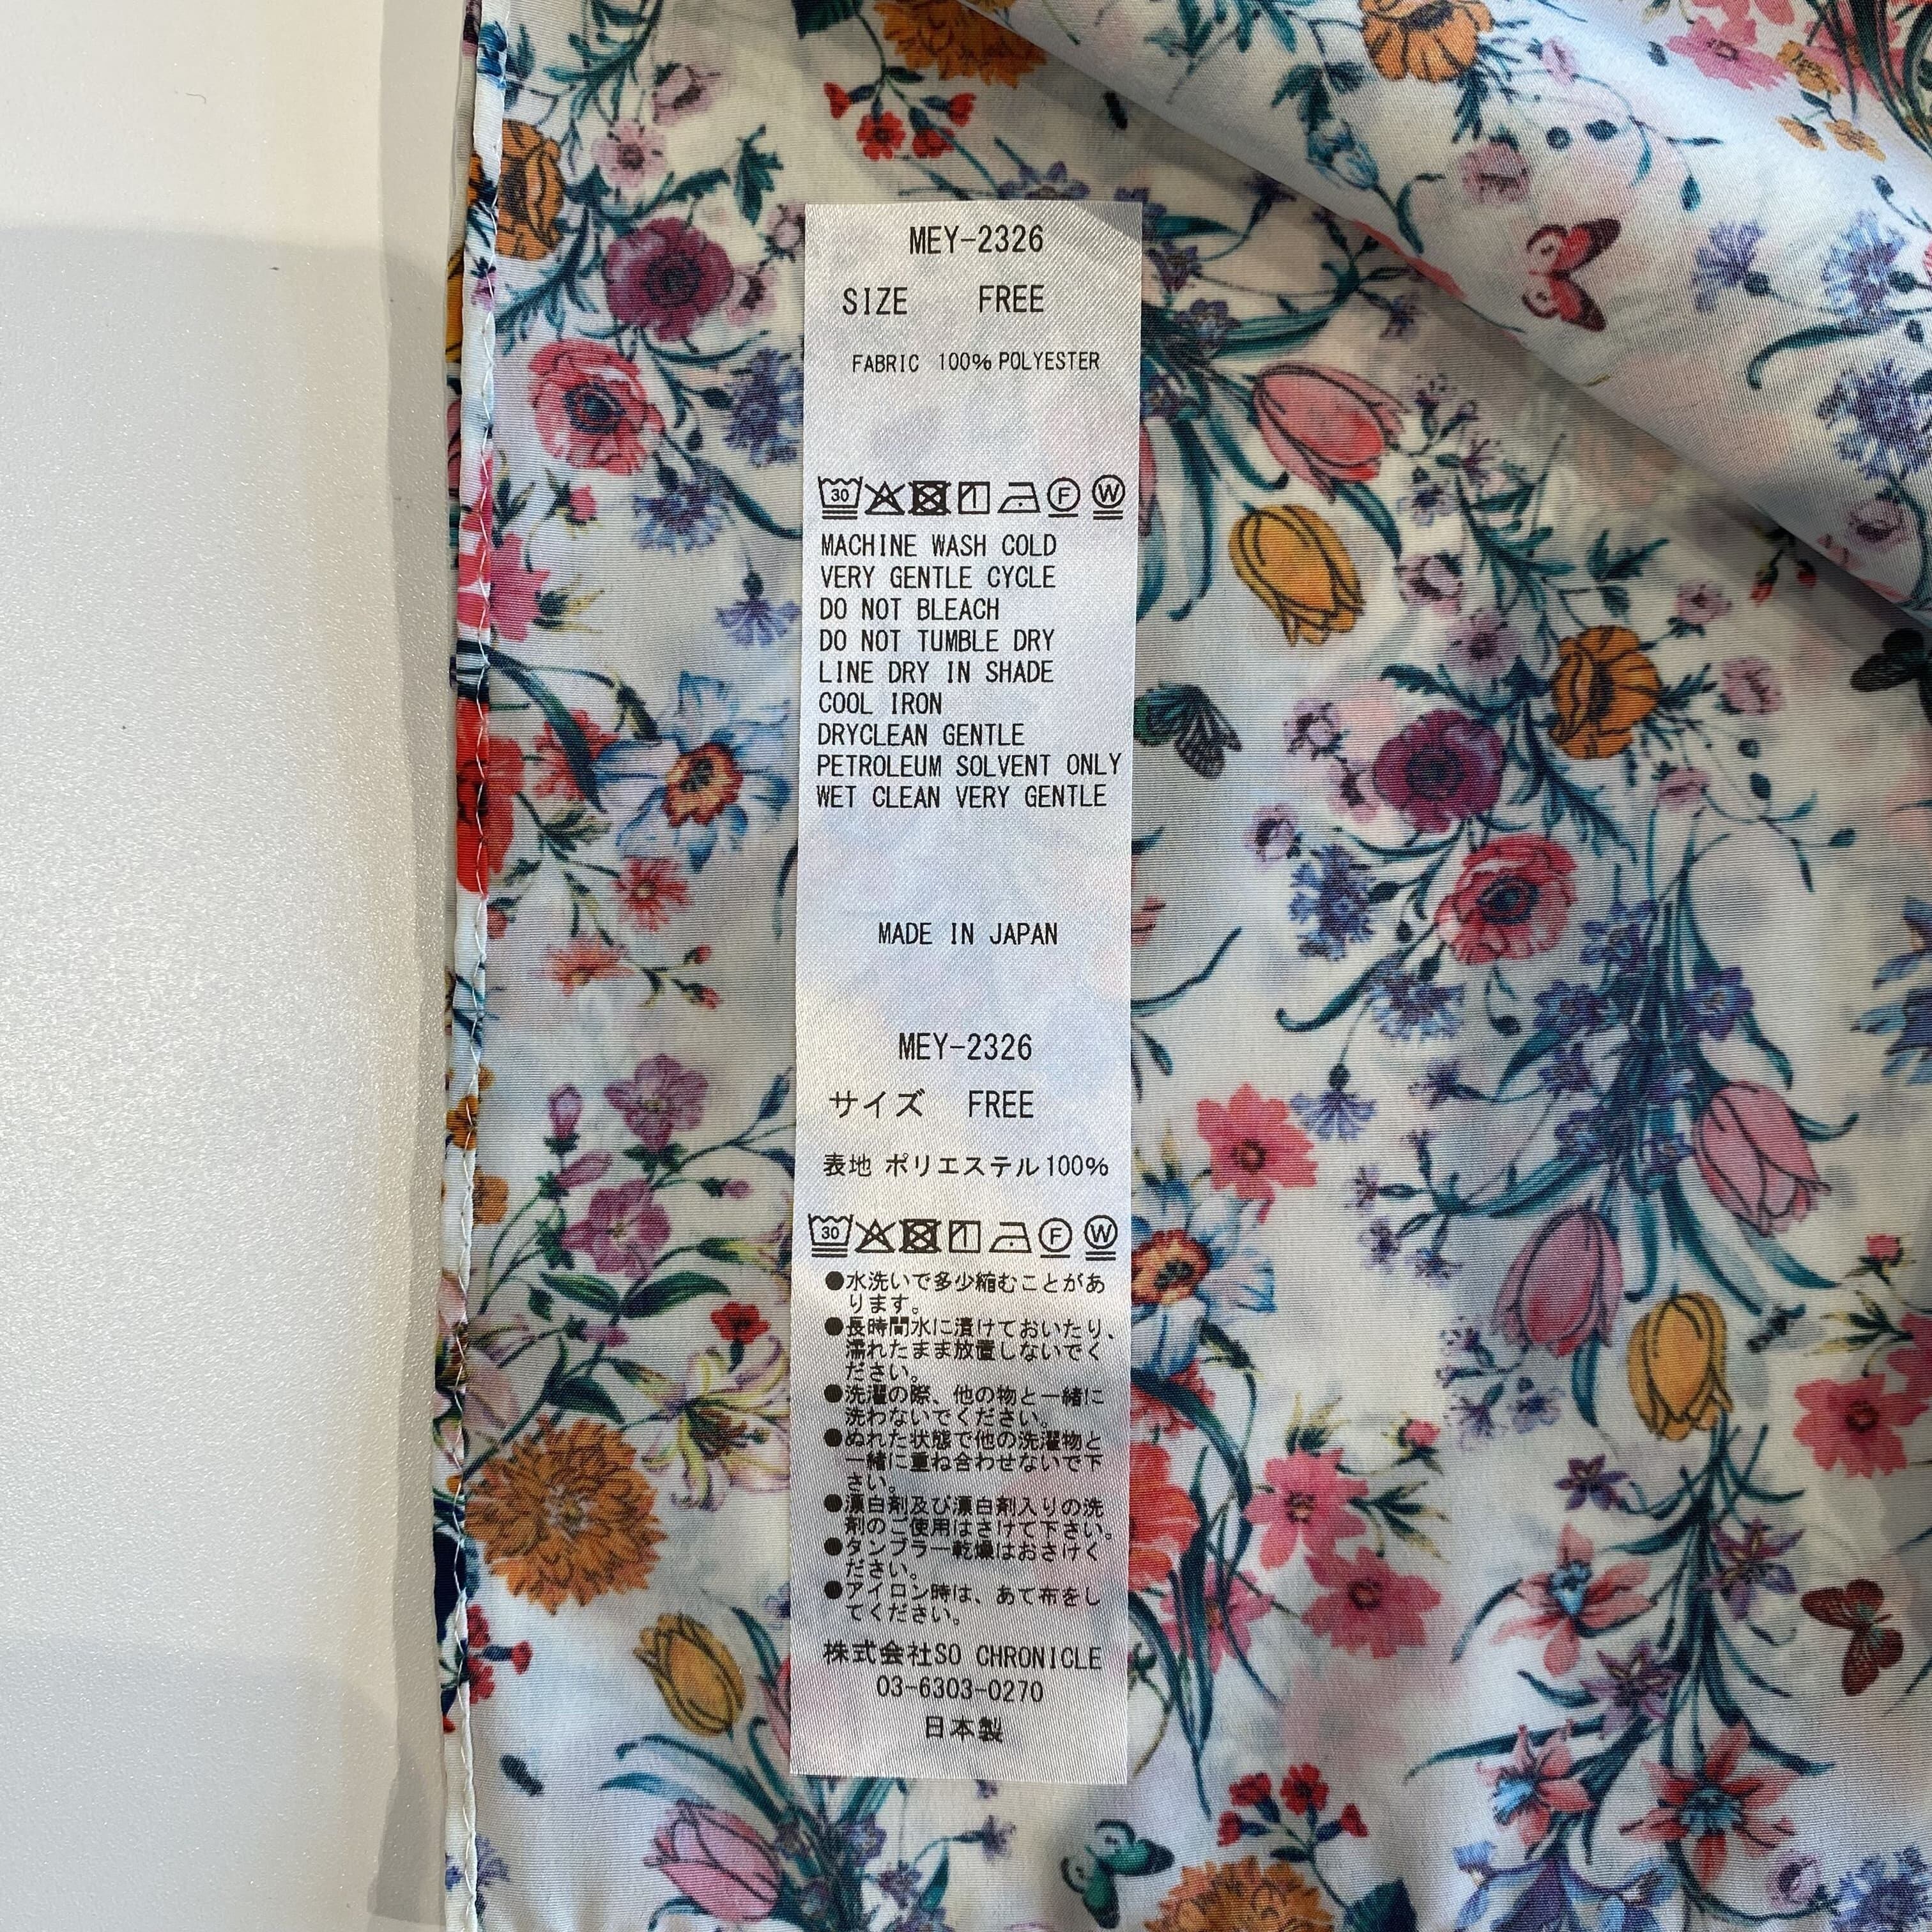 MEY-2326
SIZE FREE
FABRIC 100% POLYESTER
30 F W
MACHINE WASH COLD
VERY GENTLE CYCLE
DO NOT BLEACH
DO NOT TUMBLE DRY
LINE DRY IN SHADE
COOL IRON
DRYCLEAN GENTLE
PETROLEUM SOLVENT ONLY
WET CLEAN VERY GENTLE
MADE IN JAPAN
MEY-2326
サイズ FREE
表地 ポリエステル100%
30 F W
●水洗いで多少縮むことがあ
ります。
●長時間水に漬けておいたり、
濡れたまま放置しないでく
ださい。
●洗濯の際、他の物と一緒に
洗わないでください。
●ぬれた状態で他の洗濯物と
一緒に重ね合わせないで下
さい。
●漂白剤及び漂白剤入りの洗
剤のご使用はさけて下さい。
●タンブラー乾燥はおさけく
ださい。
●アイロン時は、あて布をし
てください。
株式会社SO CHRONICLE
03-6303-0270
日本製